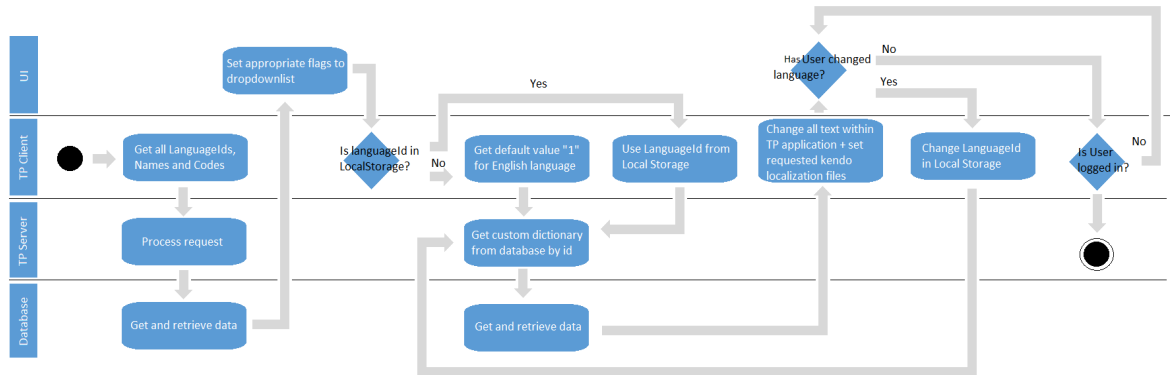 UI
TP Client
TP Server
Database
Get all LanguageIds,
Names and Codes
Process request
Get and retrieve data
Set appropriate flags to
dropdownlist
Is languageId in
LocalStorage?
Yes
No
Get default value "1"
for English language
Use LanguageId from
Local Storage
Get custom dictionary
from database by id
Get and retrieve data
Change all text within
TP application + set
requested kendo
localization files
Has User changed
language?
No
Yes
Change LanguageId
in Local Storage
Is User
logged in?
No